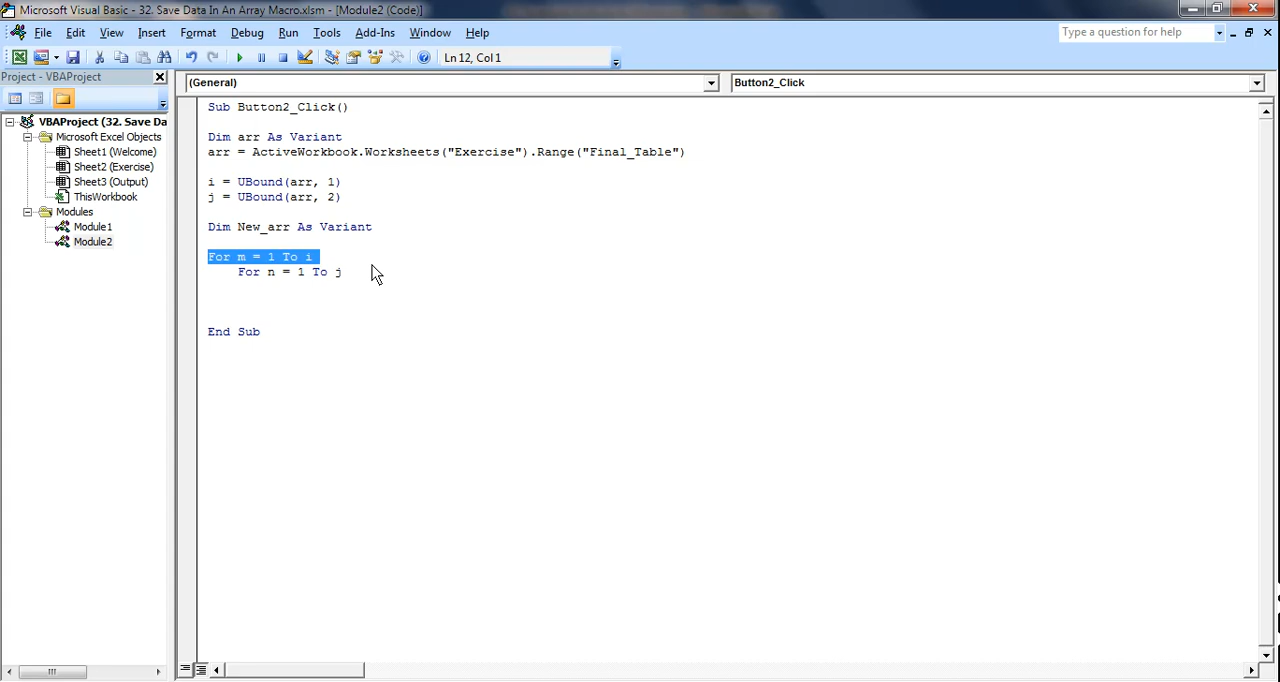 Microsoft Visual Basic - 32. Save Data In An Array Macro.xlsm - [Module2 (Code)]
File Edit View Insert Format Debug Run Tools Add-Ins Window Help
Type a question for help
Ln 12, Col 1
Project - VBAProject
(General)
Button2_Click
VBAProject (32. Save Da
Microsoft Excel Objects
Sheet1 (Welcome)
Sheet2 (Exercise)
Sheet3 (Output)
ThisWorkbook
Modules
Module1
Module2
Sub Button2_Click()
Dim arr As Variant
arr = ActiveWorkbook.Worksheets("Exercise").Range("Final_Table")
i = UBound(arr, 1)
j = UBound(arr, 2)
Dim New_arr As Variant
For m = 1 To i
For n = 1 To j
End Sub